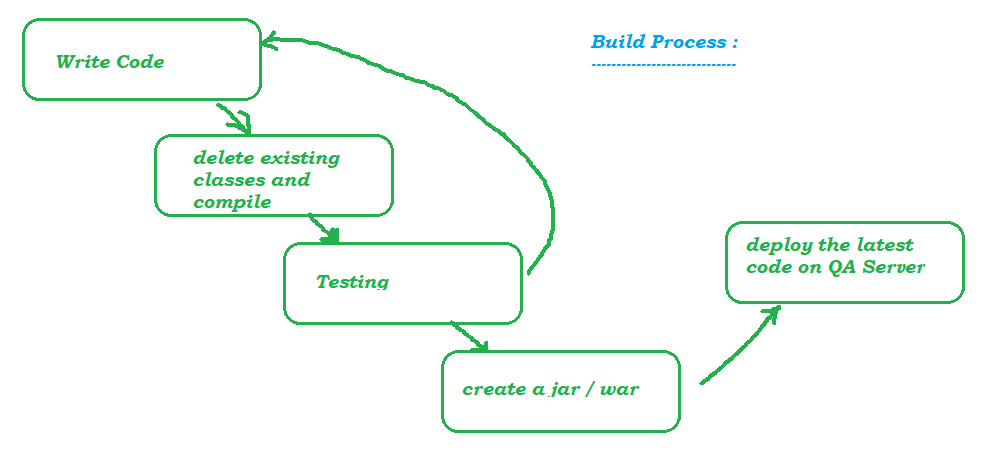 Build Process :
-----------------------------
Write Code
delete existing
classes and
compile
Testing
create a jar / war
deploy the latest
code on QA Server